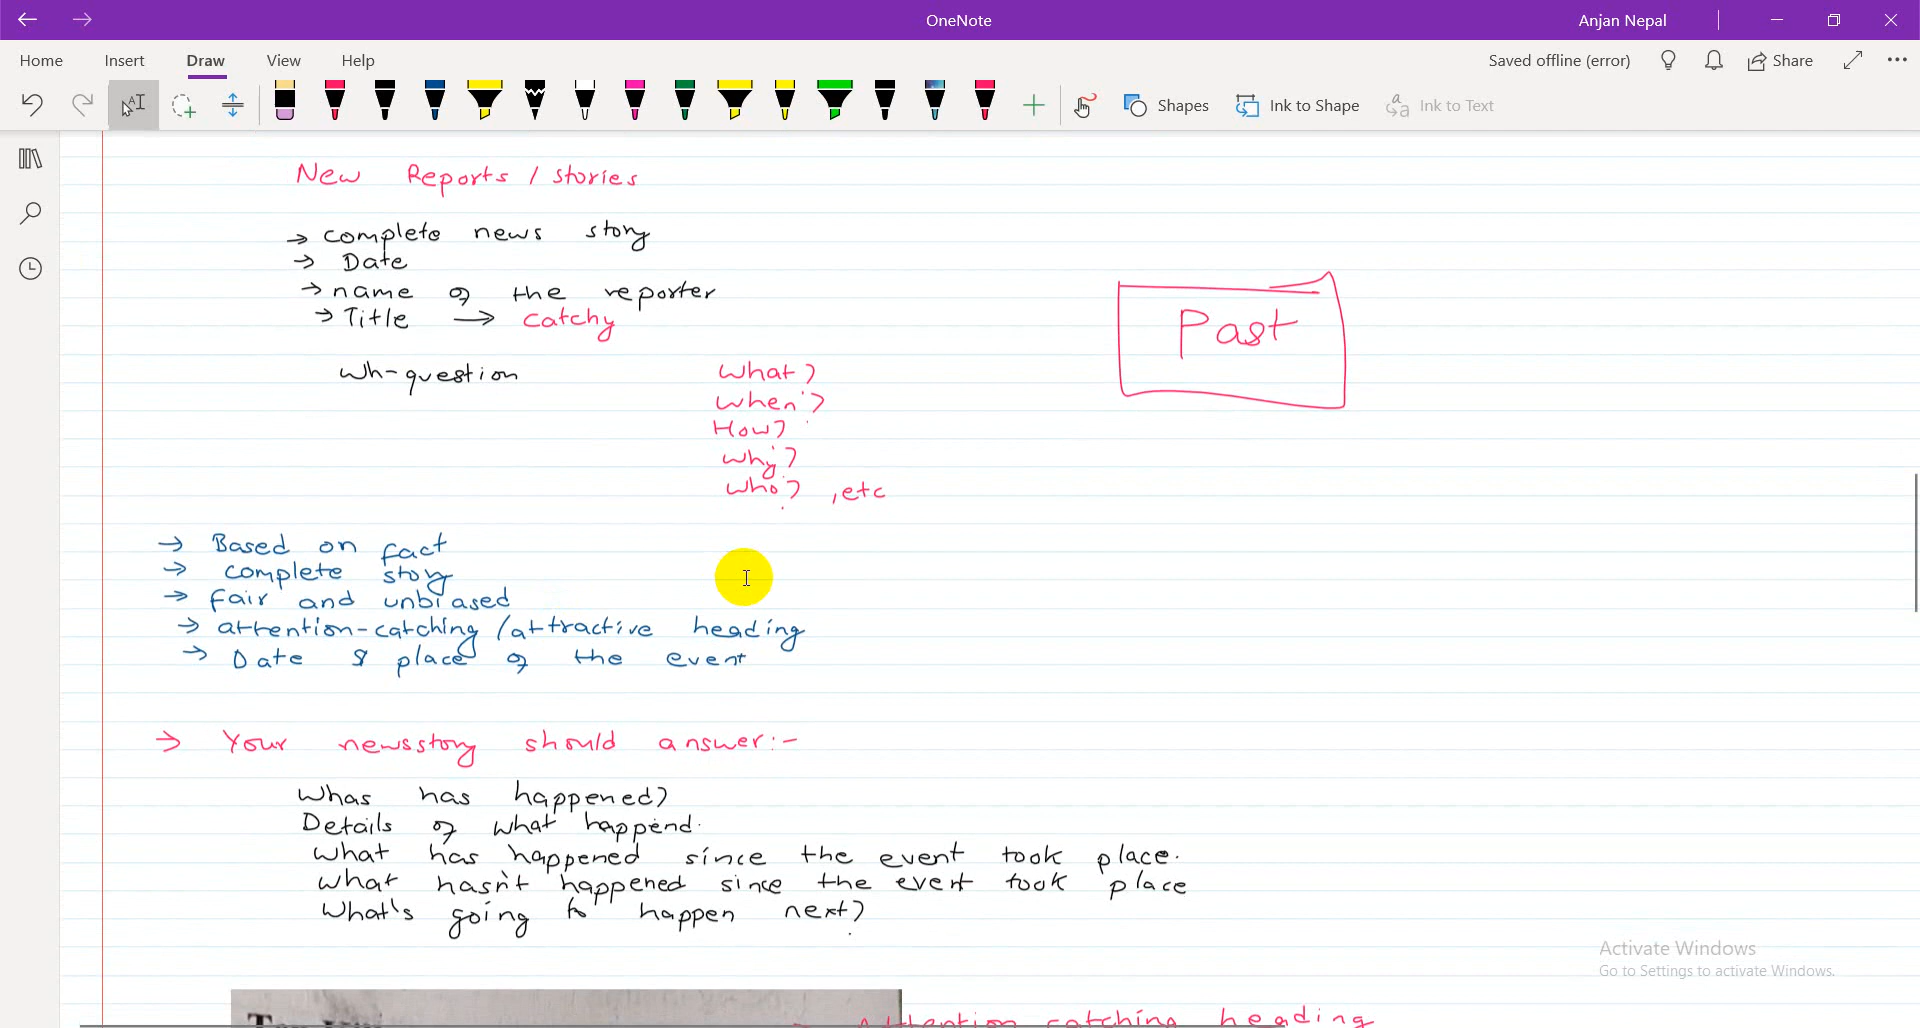 OneNote
Anjan Nepal
Home Insert Draw View Help
Saved offline (error)
Share
Shapes
Ink to Shape
Ink to Text
New Reports / stories
→ complete news story
→ Date
→ name of the reporter
→ Title → Catchy
Wh-question
What?
When?
How?
Why?
Who? , etc
Past
→ Based on fact
→ complete story
→ fair and unbiased
→ attention-catching / attractive heading
→ Date & place of the event
→ Your newsstory should answer:-
Whas has happened?
Details of what happend.
What has happened since the event took place.
What hasn't happened since the event took place
What's going to happen next?
Activate Windows
Go to Settings to activate Windows.
Attention catching heading